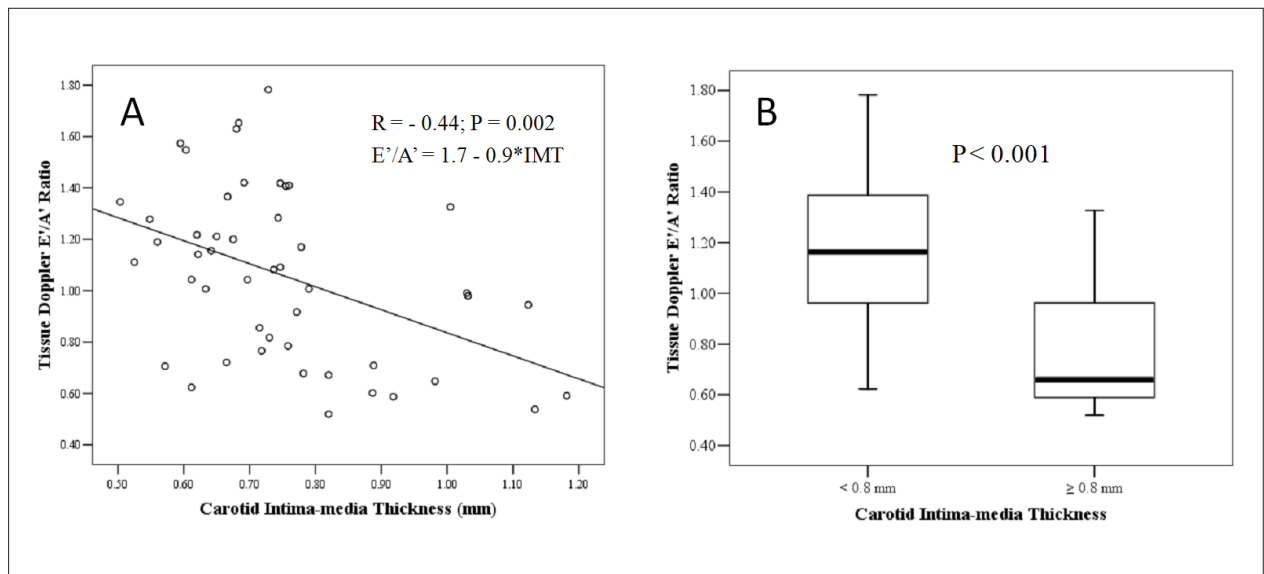 A
R = - 0.44; P = 0.002
E'/A' = 1.7 - 0.9*IMT
Tissue Doppler E'/A' Ratio
1.80
1.60
1.40
1.20
1.00
0.80
0.60
0.40
0.50 0.60 0.70 0.80 0.90 1.00 1.10 1.20
Carotid Intima-media Thickness (mm)
B
P< 0.001
Tissue Doppler E'/A' Ratio
1.80
1.60
1.40
1.20
1.00
0.80
0.60
0.40
< 0.8 mm ≥ 0.8 mm
Carotid Intima-media Thickness